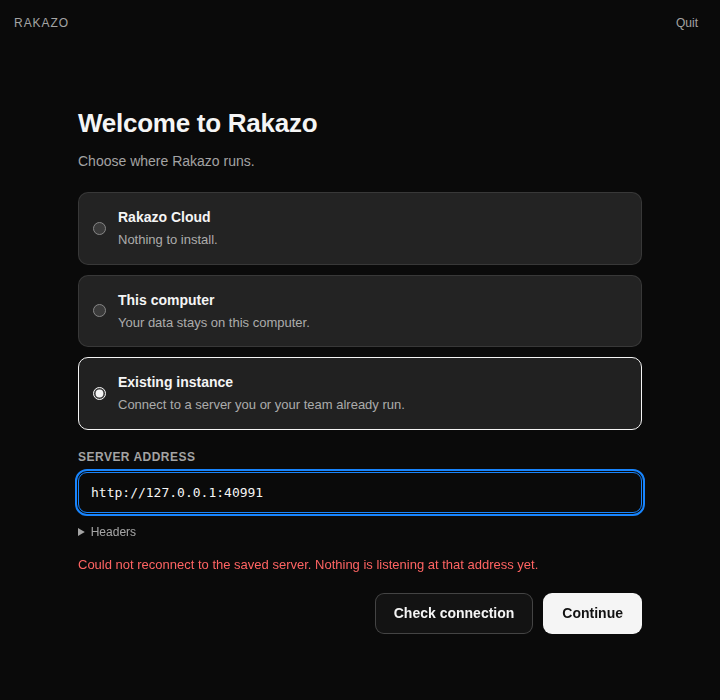 RAKAZO
Quit
Welcome to Rakazo
Choose where Rakazo runs.
Rakazo Cloud
Nothing to install.
This computer
Your data stays on this computer.
Existing instance
Connect to a server you or your team already run.
SERVER ADDRESS
http://127.0.0.1:40991
Headers
Could not reconnect to the saved server. Nothing is listening at that address yet.
Check connection
Continue